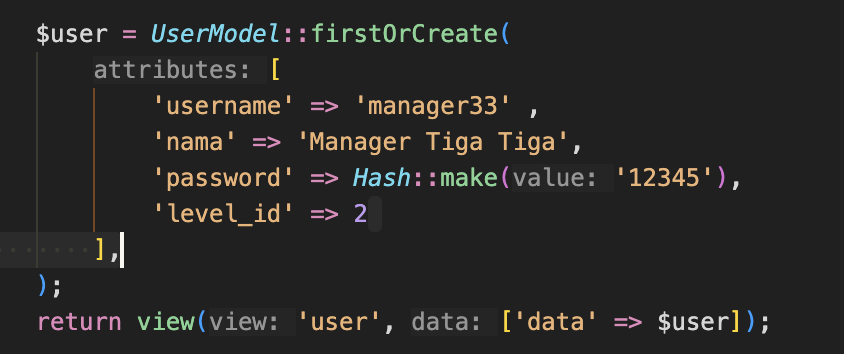 $user = UserModel::firstOrCreate(
attributes: [
'username' => 'manager33' ,
'nama' => 'Manager Tiga Tiga',
'password' => Hash::make(value: '12345'),
'level_id' => 2
],
);
return view(view: 'user', data: ['data' => $user]);